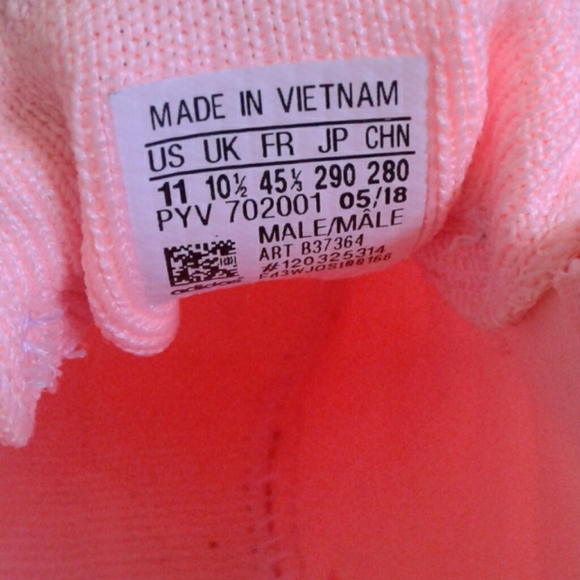 MADE IN VIETNAM
US UK FR JP CHN
11 10½ 45⅓ 290 280
PYV 702001 05/18
MALE/MÂLE
ART B37364
#120325314
adidas